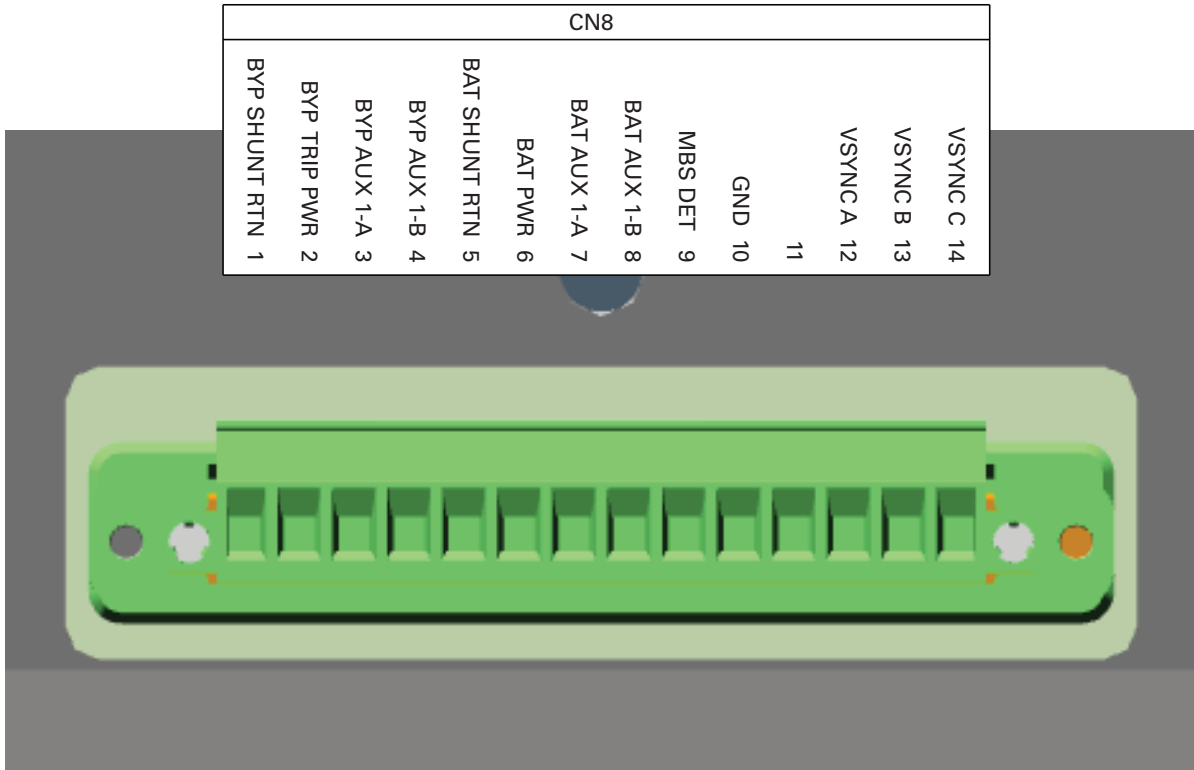 CN8
BYP SHUNT RTN 1
BYP TRIP PWR 2
BYP AUX 1-A 3
BYP AUX 1-B 4
BAT SHUNT RTN 5
BAT PWR 6
BAT AUX 1-A 7
BAT AUX 1-B 8
MBS DET 9
GND 10
11
VSYNC A 12
VSYNC B 13
VSYNC C 14